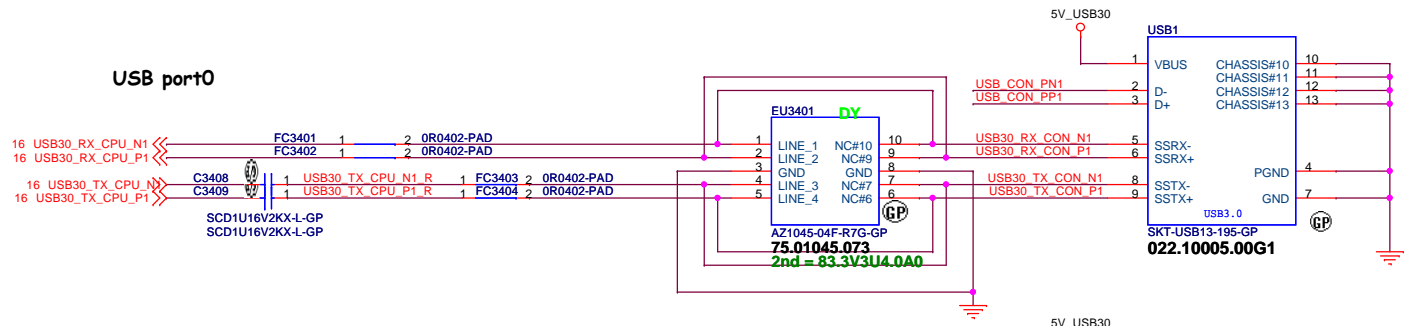 5V_USB30
USB1
USB port0
1 VBUS CHASSIS#10 10
CHASSIS#11 11
USB_CON_PN1 2 D- CHASSIS#12 12
USB_CON_PP1 3 D+ CHASSIS#13 13
EU3401 DY
16 USB30_RX_CPU_N1 FC3401 1 2 0R0402-PAD 1 LINE_1 NC#10 10 USB30_RX_CON_N1 5 SSRX-
16 USB30_RX_CPU_P1 FC3402 1 2 0R0402-PAD 2 LINE_2 NC#9 9 USB30_RX_CON_P1 6 SSRX+
3 GND GND 8 PGND 4
16 USB30_TX_CPU_N1 C3408 1 USB30_TX_CPU_N1_R 1 FC3403 2 0R0402-PAD 4 LINE_3 NC#7 7 USB30_TX_CON_N1 8 SSTX-
16 USB30_TX_CPU_P1 C3409 1 USB30_TX_CPU_P1_R 1 FC3404 2 0R0402-PAD 5 LINE_4 NC#6 6 USB30_TX_CON_P1 9 SSTX+ GND 7
GP
USB3.0
GP
SCD1U16V2KX-L-GP
SCD1U16V2KX-L-GP
AZ1045-04F-R7G-GP
75.01045.073
2nd = 83.3V3U4.0A0
SKT-USB13-195-GP
022.10005.00G1
5V_USB30